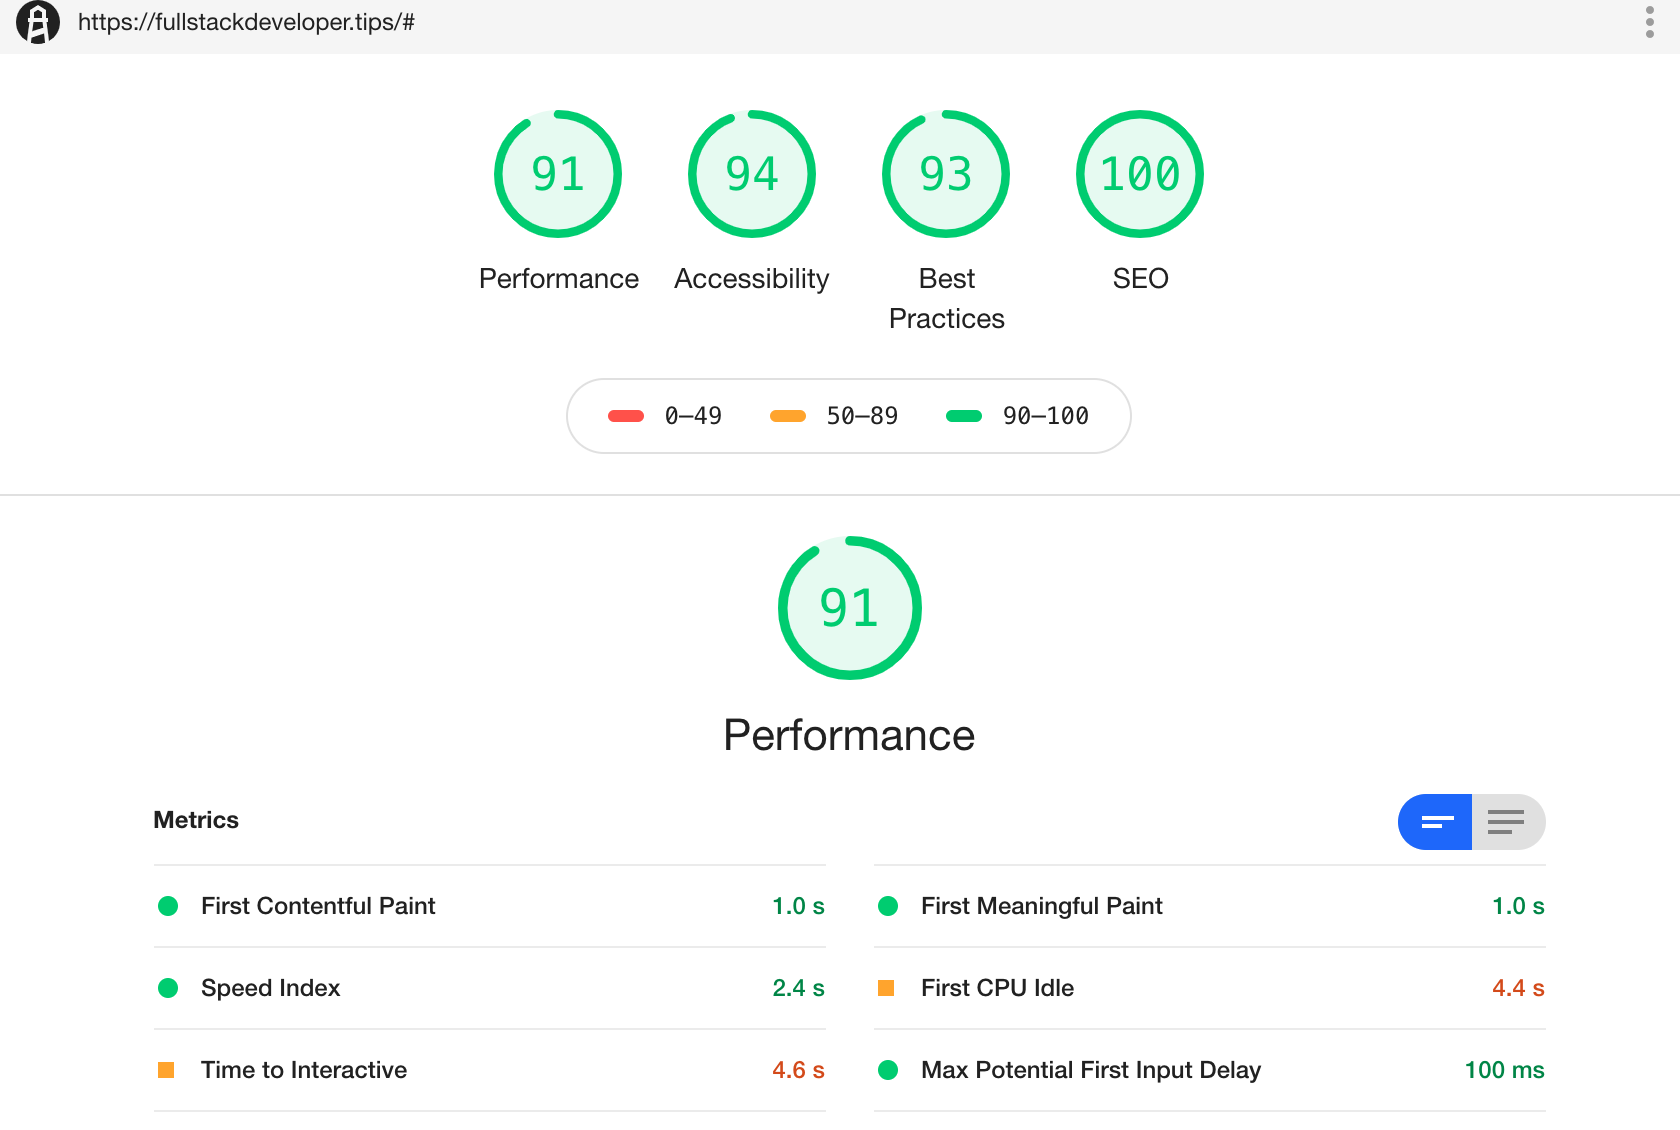 https://fullstackdeveloper.tips/#
91 94 93 100
Performance Accessibility Best Practices SEO
0–49 50–89 90–100
91
Performance
Metrics
First Contentful Paint 1.0 s
First Meaningful Paint 1.0 s
Speed Index 2.4 s
First CPU Idle 4.4 s
Time to Interactive 4.6 s
Max Potential First Input Delay 100 ms